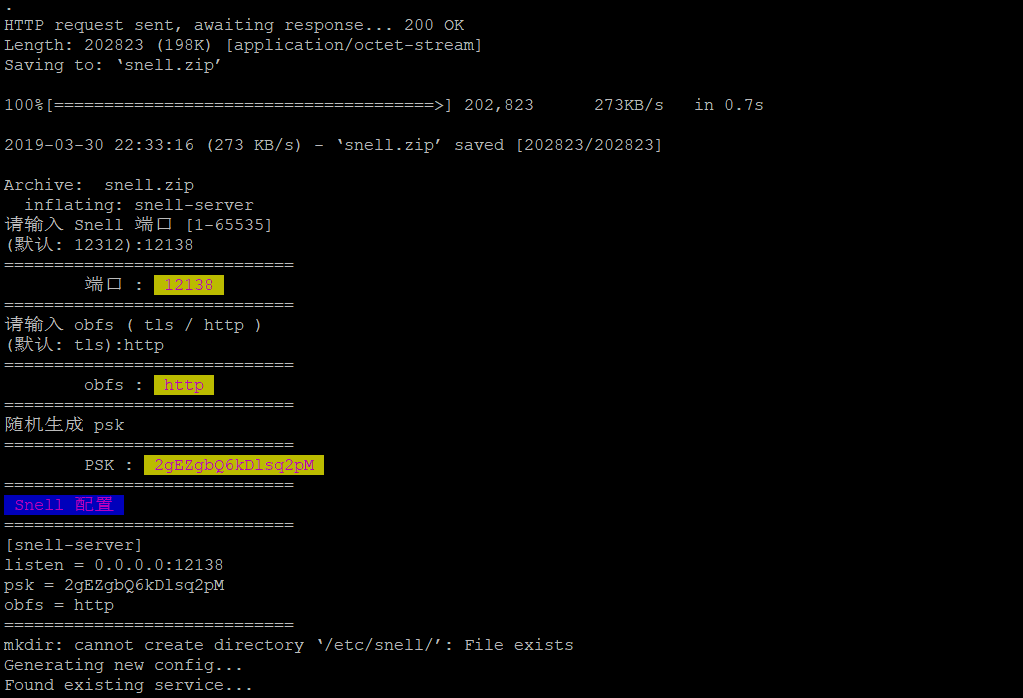 .
HTTP request sent, awaiting response... 200 OK
Length: 202823 (198K) [application/octet-stream]
Saving to: ‘snell.zip’
100%[======================================>] 202,823      273KB/s   in 0.7s
2019-03-30 22:33:16 (273 KB/s) - ‘snell.zip’ saved [202823/202823]
Archive:  snell.zip
  inflating: snell-server
请输入 Snell 端口 [1-65535]
(默认: 12312):12138
=============================
        端口 : 12138
=============================
请输入 obfs ( tls / http )
(默认: tls):http
=============================
        obfs : http
=============================
随机生成 psk
=============================
        PSK : 2gEZgbQ6kDlsq2pM
=============================
 Snell 配置
=============================
[snell-server]
listen = 0.0.0.0:12138
psk = 2gEZgbQ6kDlsq2pM
obfs = http
=============================
mkdir: cannot create directory ‘/etc/snell/’: File exists
Generating new config...
Found existing service...